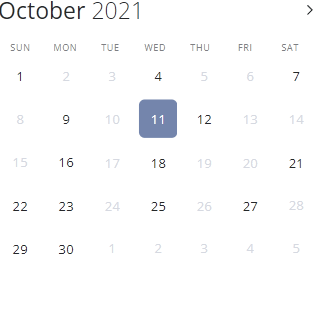 October 2021
SUN MON TUE WED THU FRI SAT
1 2 3 4 5 6 7
8 9 10 11 12 13 14
15 16 17 18 19 20 21
22 23 24 25 26 27 28
29 30 1 2 3 4 5